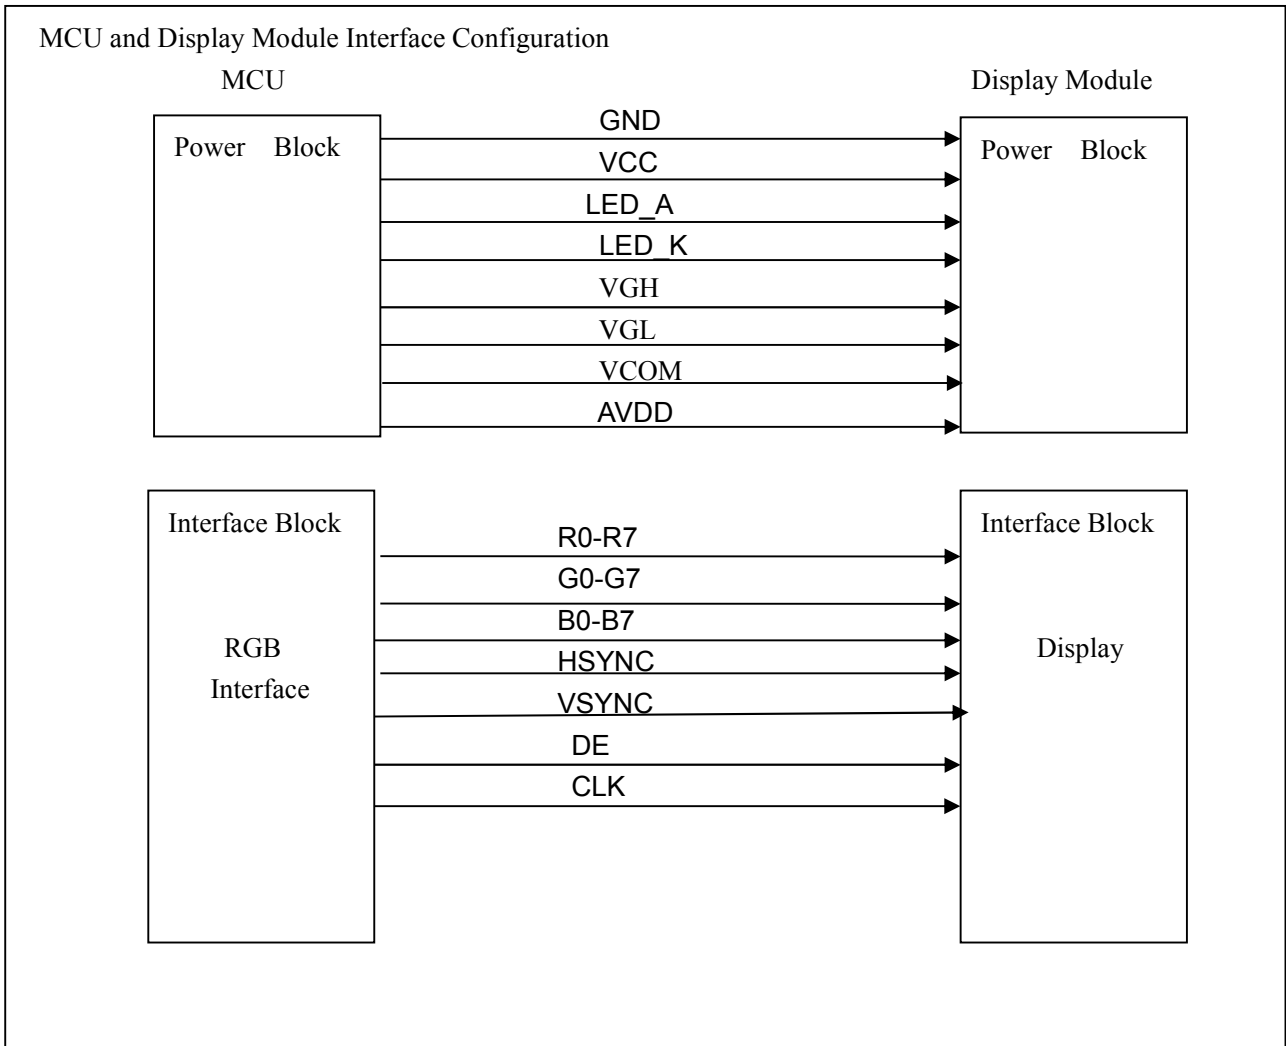 MCU and Display Module Interface Configuration
MCU
Display Module
Power Block
GND
VCC
LED_A
LED_K
VGH
VGL
VCOM
AVDD
Power Block
Interface Block
RGB
Interface
R0-R7
G0-G7
B0-B7
HSYNC
VSYNC
DE
CLK
Interface Block
Display